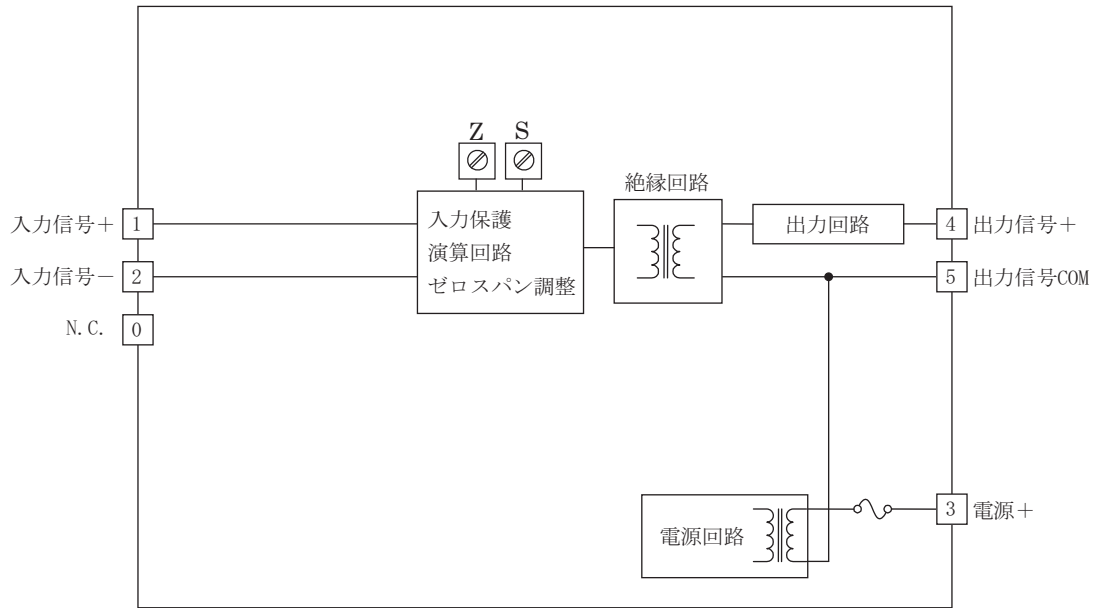 Z
S
絶縁回路
入力信号＋
1
入力保護
演算回路
ゼロスパン調整
出力回路
4
出力信号＋
入力信号－
2
5
出力信号COM
N.C.
0
電源回路
3
電源＋